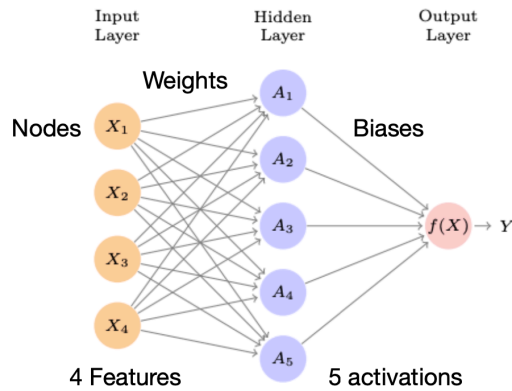 Input
Layer
Hidden
Layer
Output
Layer
Weights
Nodes
Biases
X1
X2
X3
X4
A1
A2
A3
A4
A5
f(X)
Y
4 Features
5 activations